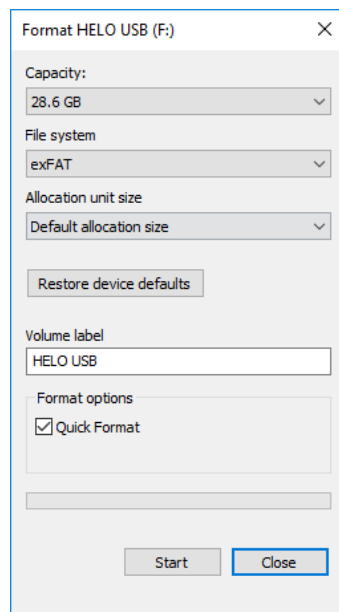 Format HELO USB (F:)
Capacity:
28.6 GB
File system
exFAT
Allocation unit size
Default allocation size
Restore device defaults
Volume label
HELO USB
Format options
Quick Format
Start Close